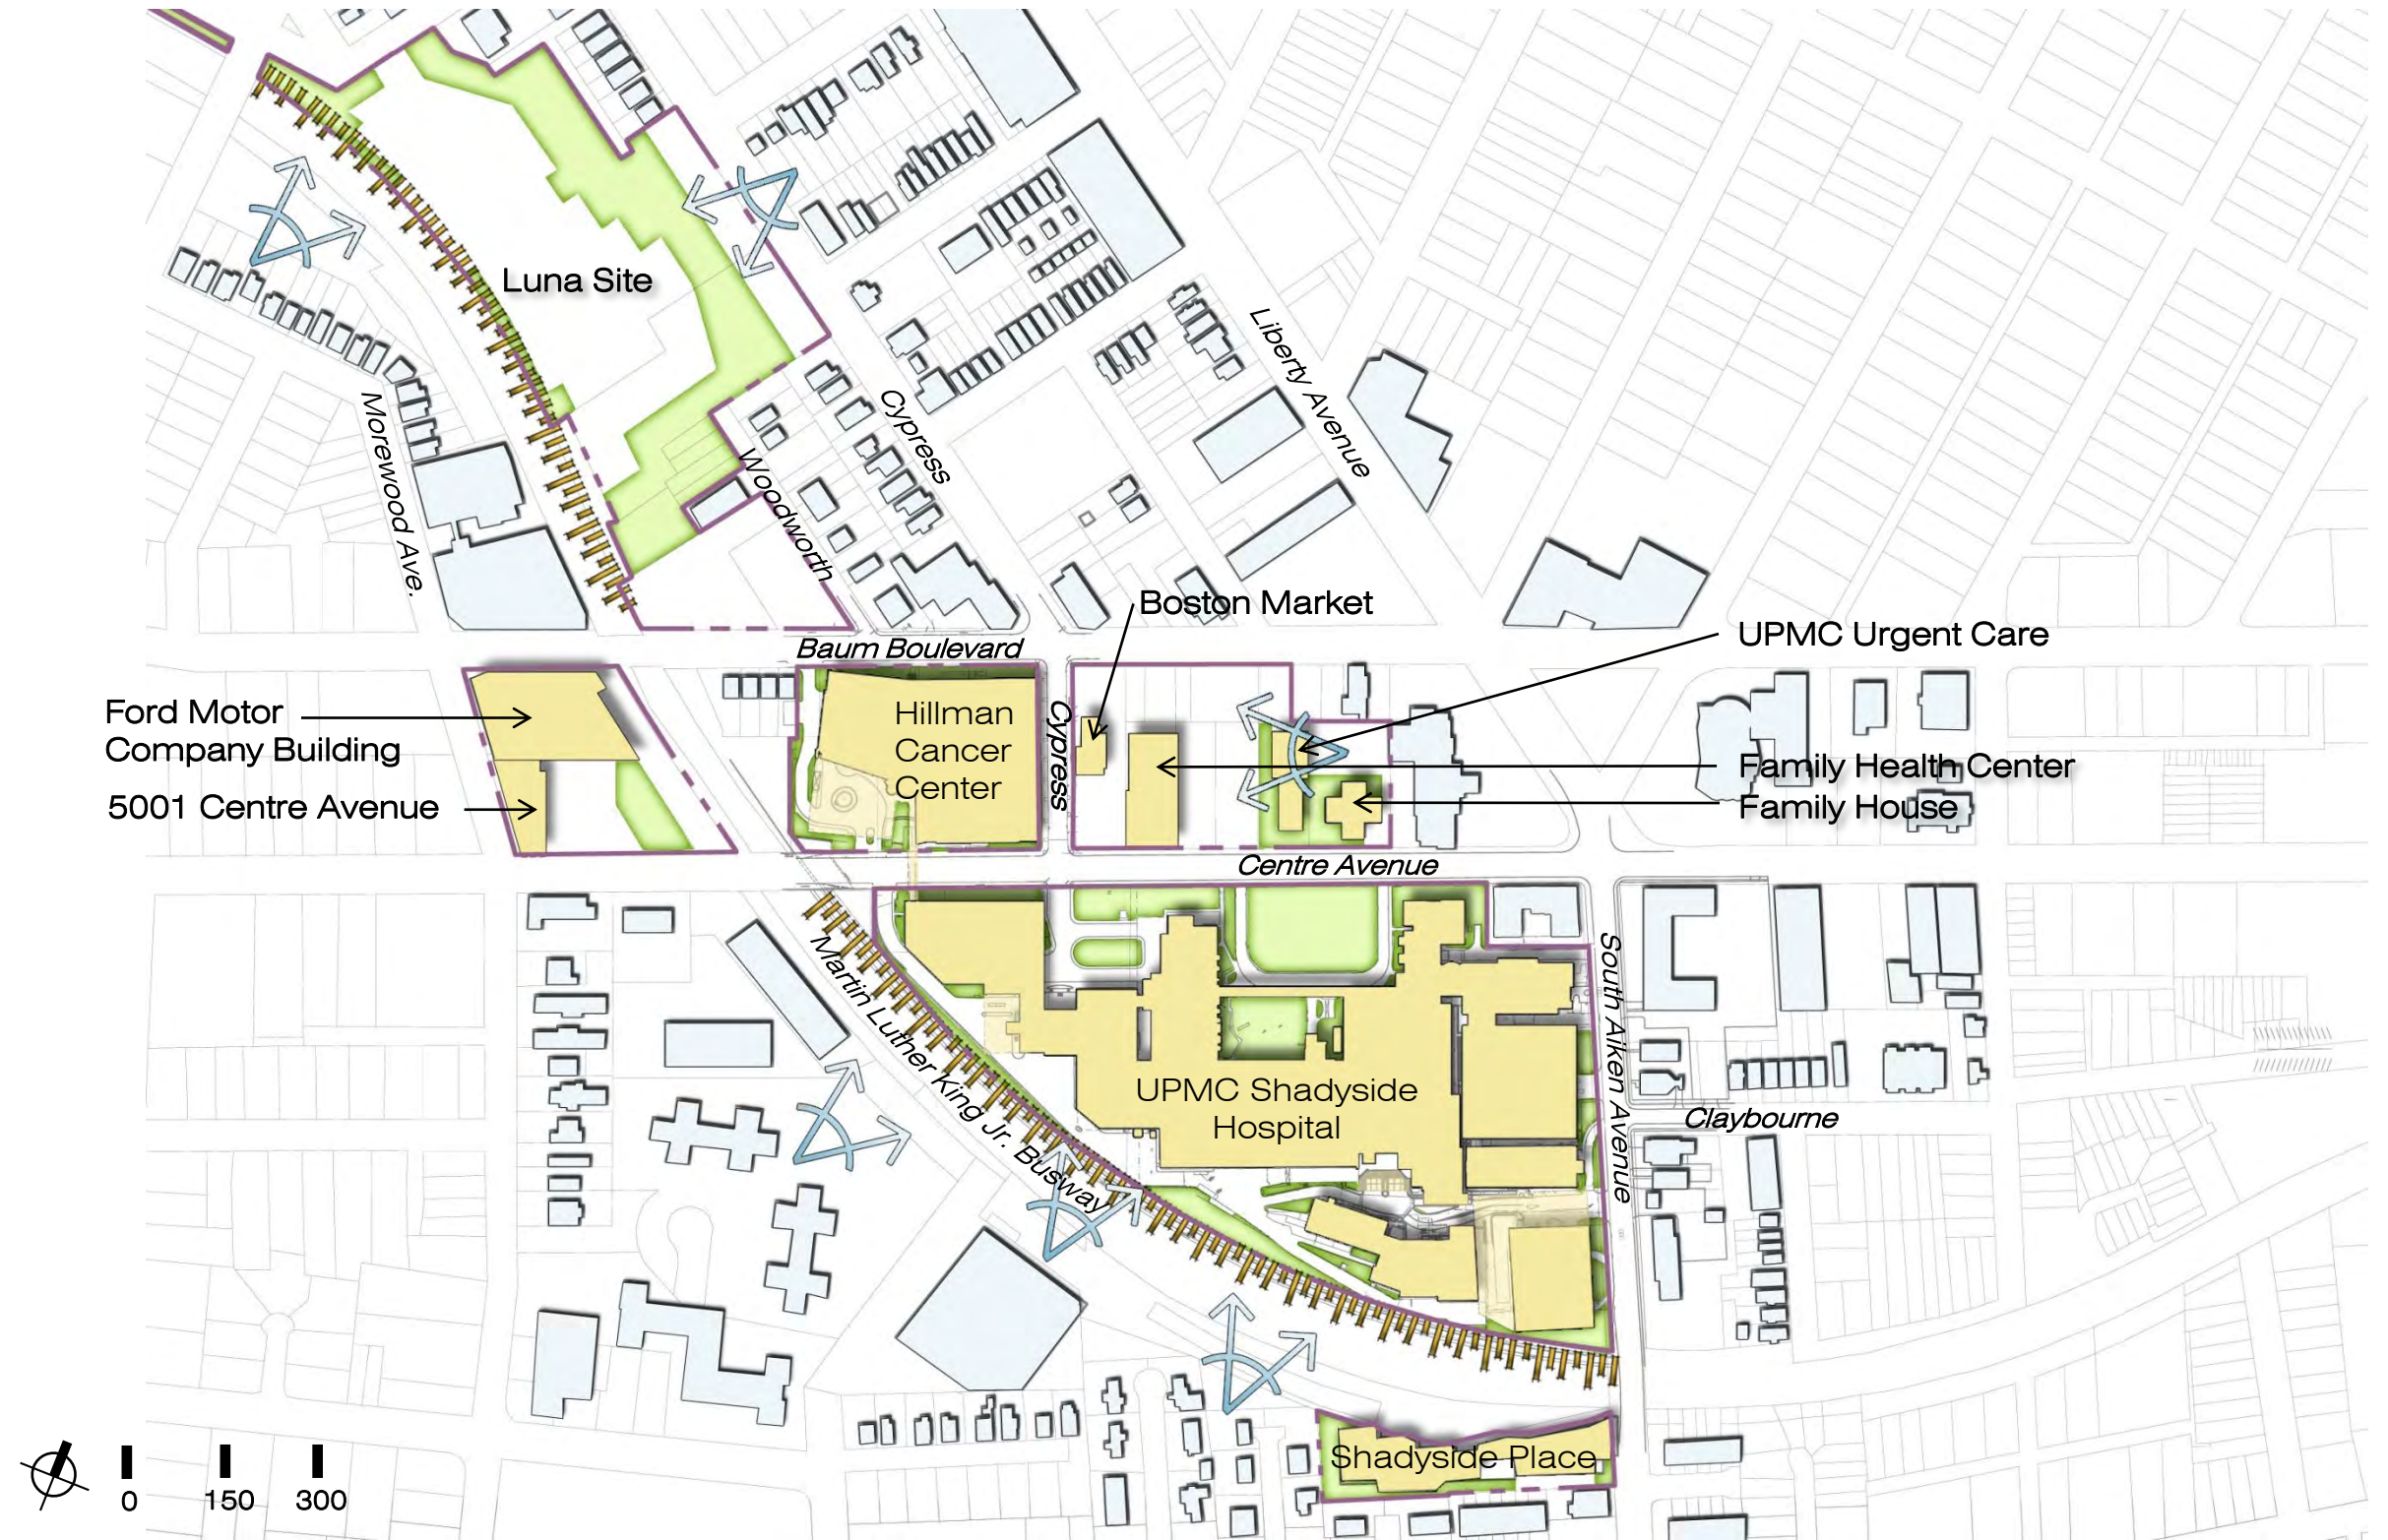 Luna Site
Liberty Avenue
Cypress
Morewood Ave.
Woodworth
Boston Market
UPMC Urgent Care
Baum Boulevard
Ford Motor
Company Building
Hillman
Cancer
Center
Cypress
Family Health Center
5001 Centre Avenue
Family House
Centre Avenue
Martin Luther King Jr. Busway
South Aiken Avenue
UPMC Shadyside
Hospital
Claybourne
Shadyside Place
0 150 300